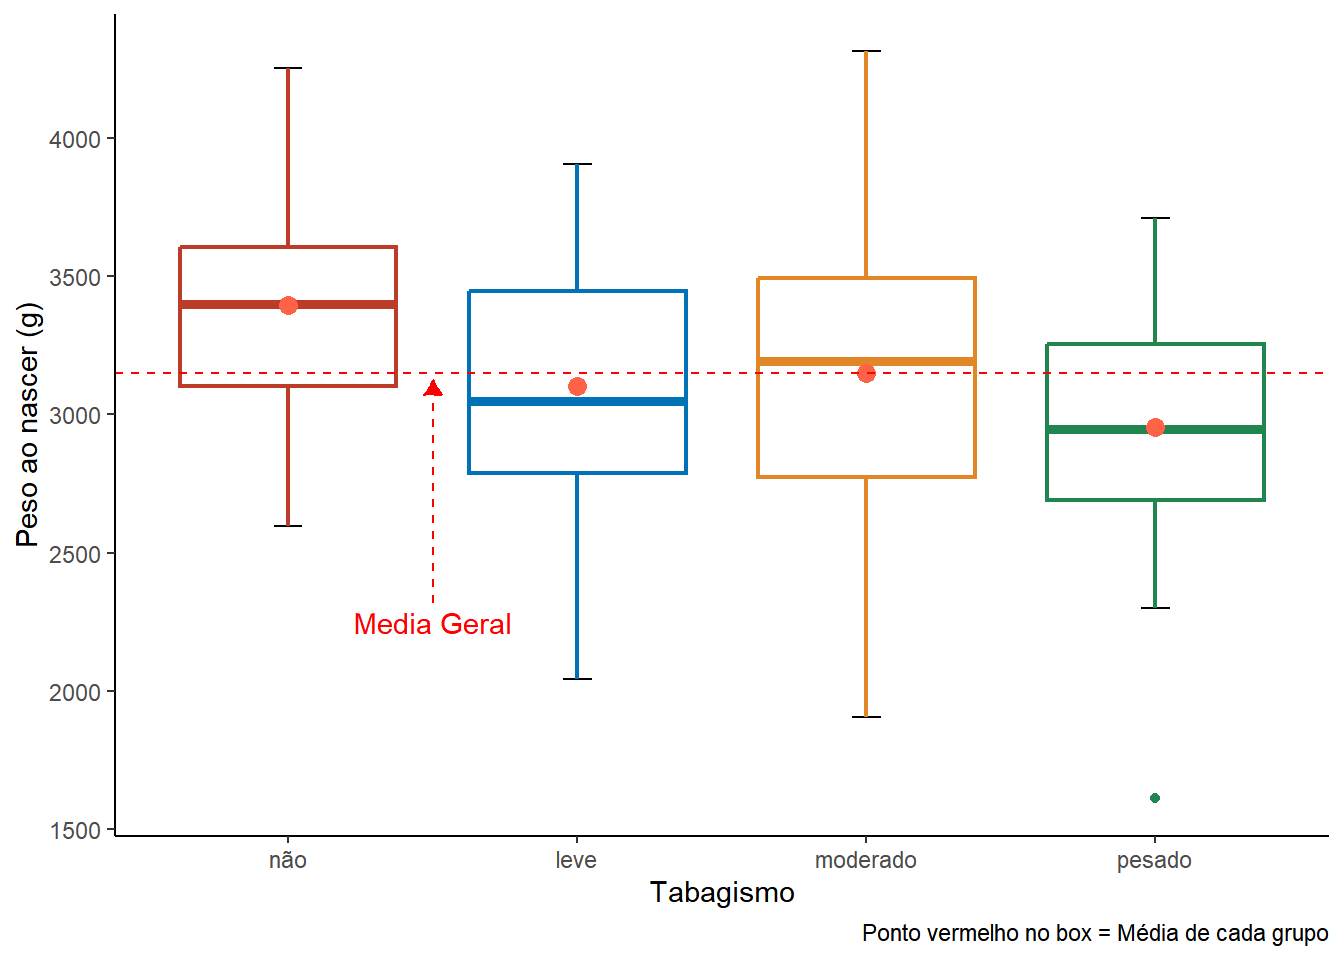 Peso ao nascer (g)
4000
3500
3000
2500
2000
1500
Media Geral
não
leve
moderado
pesado
Tabagismo
Ponto vermelho no box = Média de cada grupo